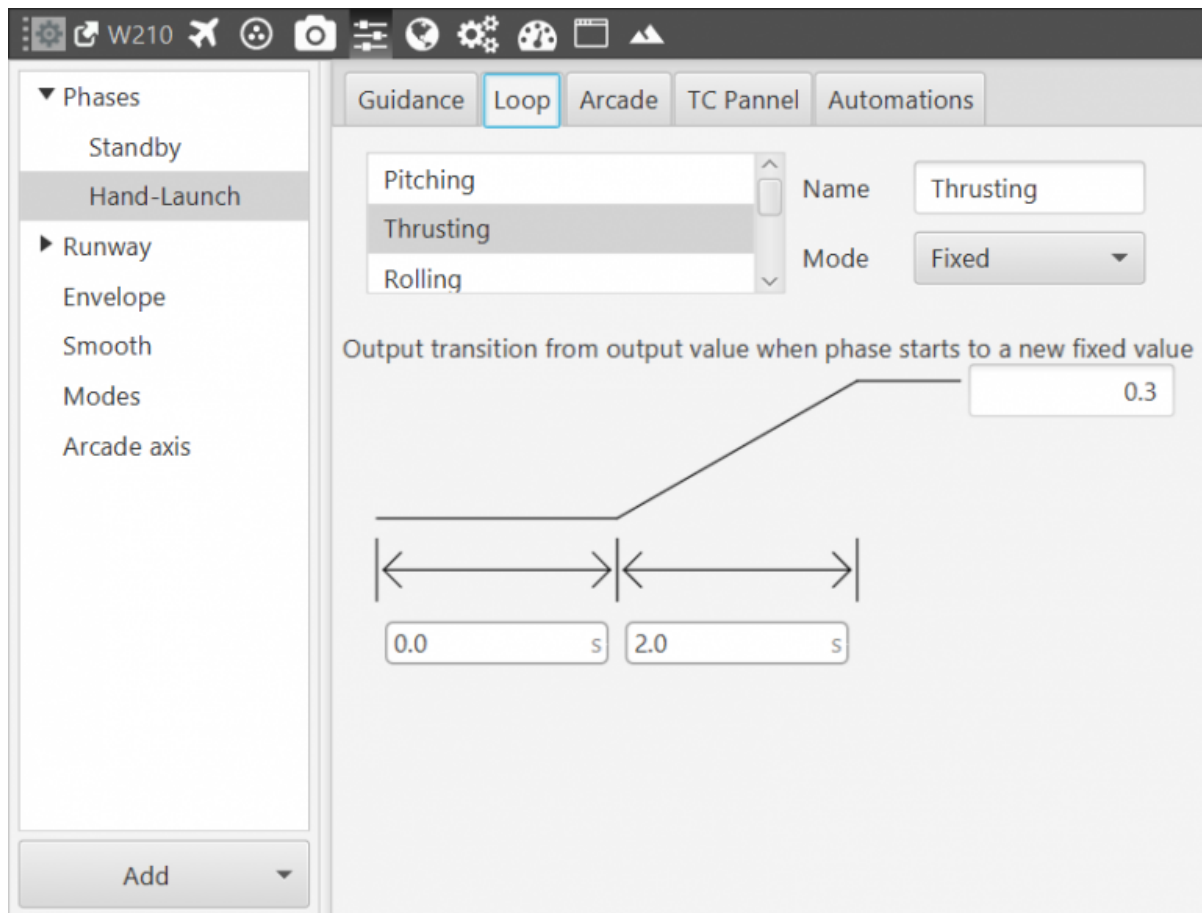 W210
Phases
Standby
Hand-Launch
Runway
Envelope
Smooth
Modes
Arcade axis
Add
Guidance Loop Arcade TC Pannel Automations
Pitching
Thrusting
Rolling
Name Thrusting
Mode Fixed
Output transition from output value when phase starts to a new fixed value
0.3
0.0 s 2.0 s